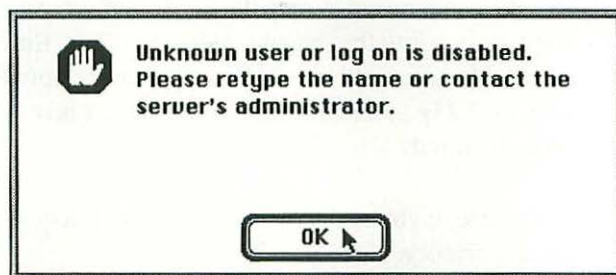 Unknown user or log on is disabled.
Please retype the name or contact the
server's administrator.
OK